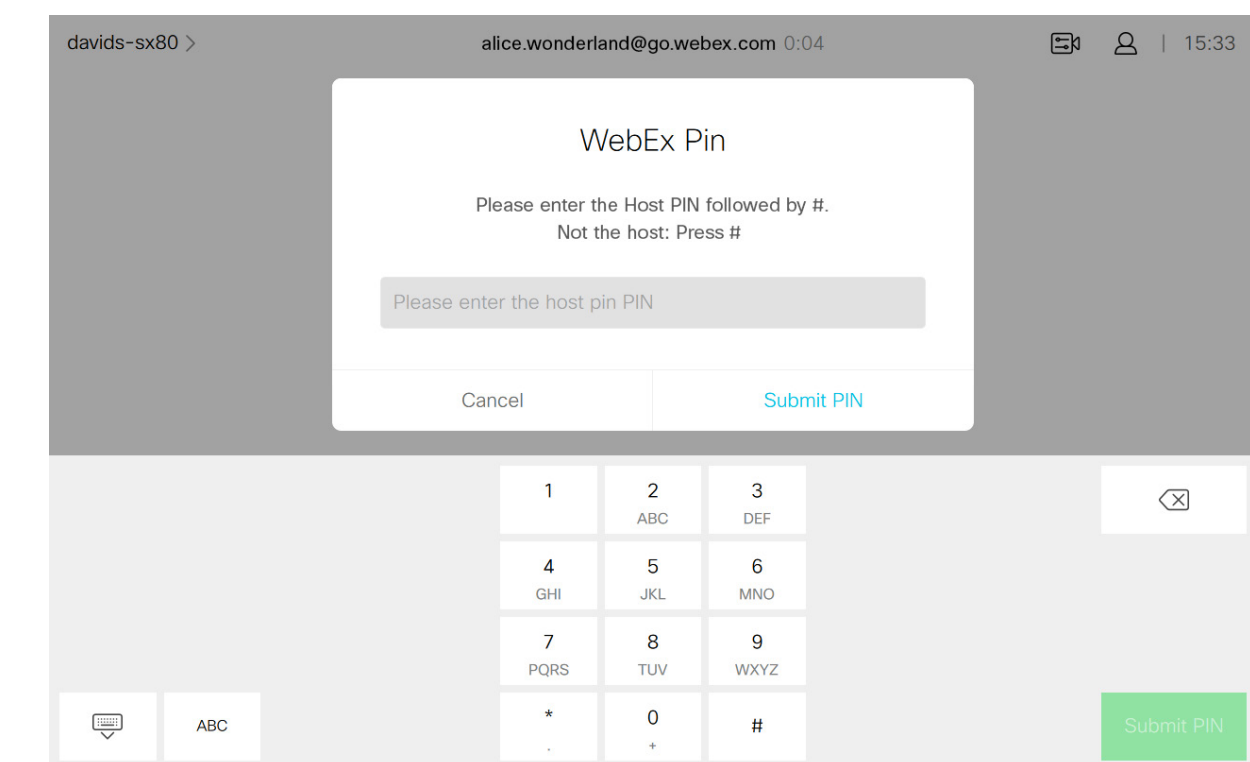 davids-sx80 >
alice.wonderland@go.webex.com 0:04
| 15:33
WebEx Pin
Please enter the Host PIN followed by #.
Not the host: Press #
Please enter the host pin PIN
Cancel
Submit PIN
1
2
ABC
3
DEF
4
GHI
5
JKL
6
MNO
7
PQRS
8
TUV
9
WXYZ
ABC
*
.
0
+
#
Submit PIN